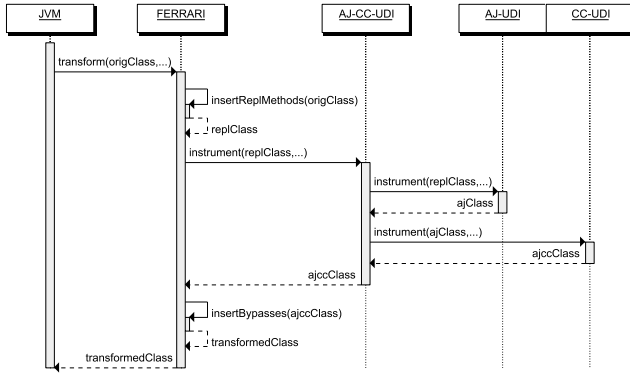 JVM
FERRARI
AJ-CC-UDI
AJ-UDI
CC-UDI
transform(origClass,...)
insertReplMethods(origClass)
replClass
instrument(replClass,...)
instrument(replClass,...)
ajClass
instrument(ajClass,...)
ajccClass
ajccClass
insertBypasses(ajccClass)
transformedClass
transformedClass